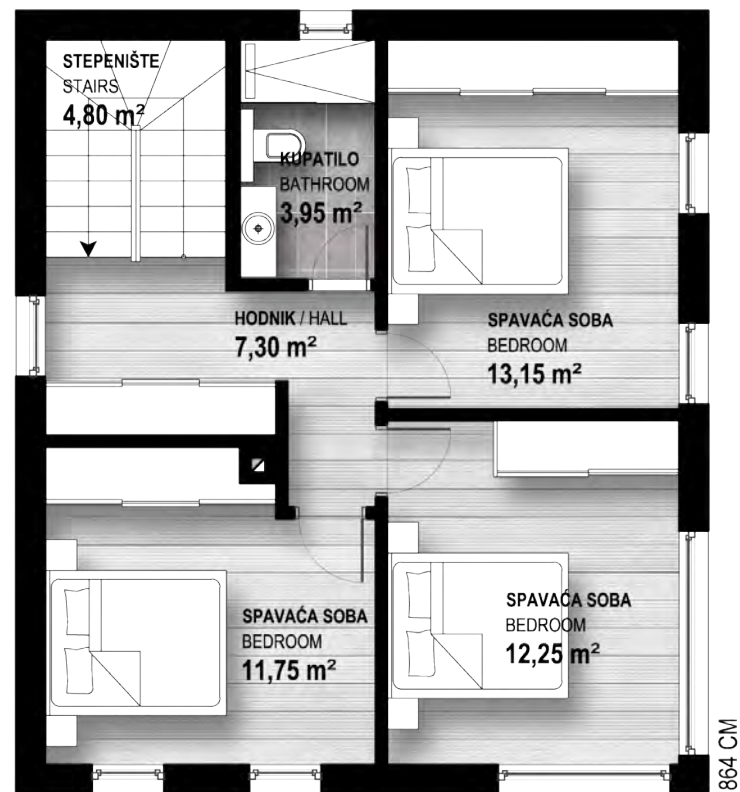 STEPENIŠTE
STAIRS
4,80 m²
KUPATILO
BATHROOM
3,95 m²
HODNIK / HALL
7,30 m²
SPAVAĆA SOBA
BEDROOM
13,15 m²
SPAVAĆA SOBA
BEDROOM
11,75 m²
SPAVAĆA SOBA
BEDROOM
12,25 m²
864 CM